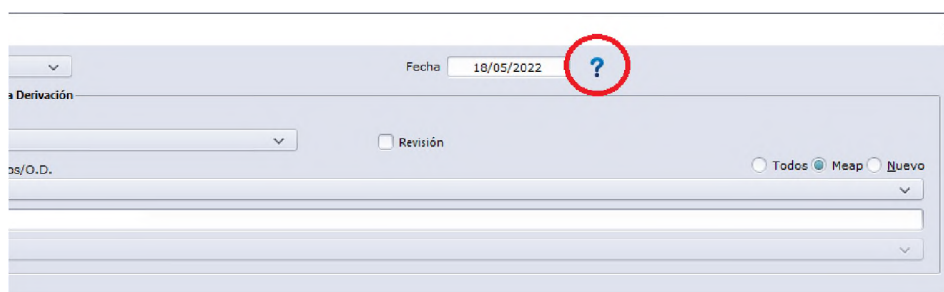 Fecha 18/05/2022 ?
a Derivación
Revisión
os/O.D.
Todos Meap Nuevo